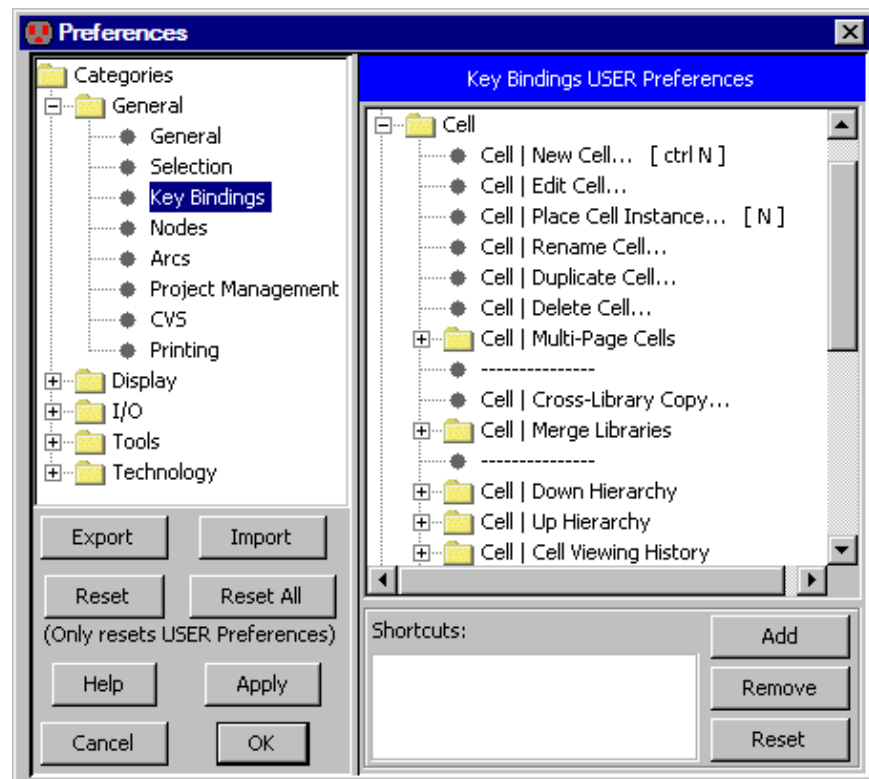 Preferences
Categories
General
General
Selection
Key Bindings
Nodes
Arcs
Project Management
CVS
Printing
Display
I/O
Tools
Technology
Export Import
Reset Reset All
(Only resets USER Preferences)
Help Apply
Cancel OK
Key Bindings USER Preferences
Cell
Cell | New Cell... [ ctrl N ]
Cell | Edit Cell...
Cell | Place Cell Instance... [ N ]
Cell | Rename Cell...
Cell | Duplicate Cell...
Cell | Delete Cell...
Cell | Multi-Page Cells
---------------
Cell | Cross-Library Copy...
Cell | Merge Libraries
---------------
Cell | Down Hierarchy
Cell | Up Hierarchy
Cell | Cell Viewing History
Shortcuts:
Add
Remove
Reset